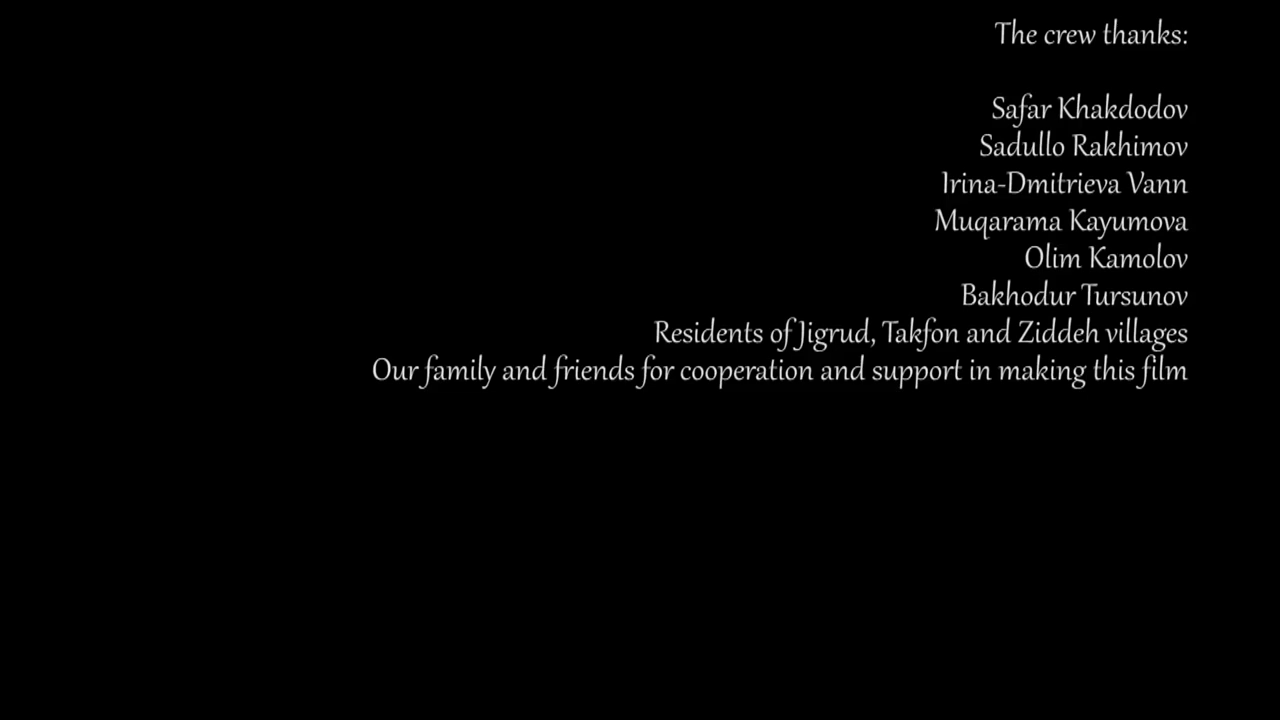 The crew thanks:
Safar Khakdodov
Sadullo Rakhimov
Irina-Dmitrieva Vann
Muqarama Kayumova
Olim Kamolov
Bakhodur Tursunov
Residents of Jigrud, Takfon and Ziddeh villages
Our family and friends for cooperation and support in making this film